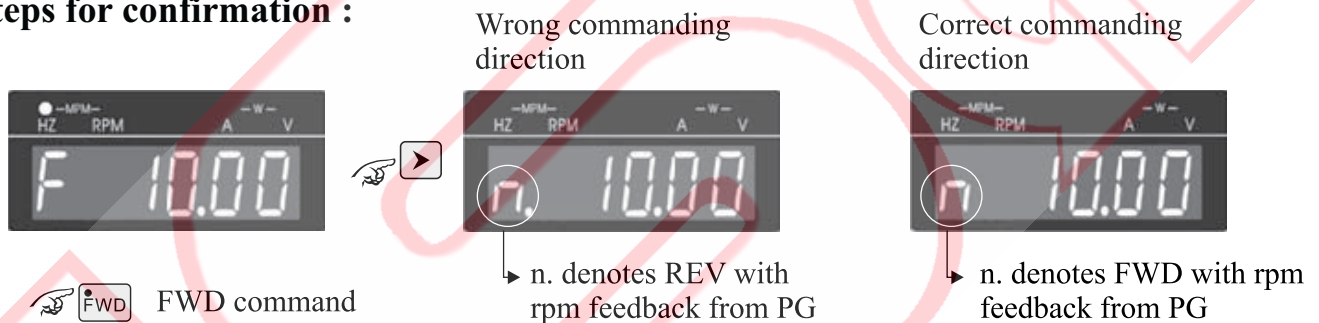 teps for confirmation :
Wrong commanding
direction
Correct commanding
direction
–MPM– –W–
HZ RPM A V
F 10.00
–MPM– –W–
HZ RPM A V
n. 10.00
–MPM– –W–
HZ RPM A V
n 10.00
FWD FWD command
n. denotes REV with
rpm feedback from PG
n. denotes FWD with rpm
feedback from PG